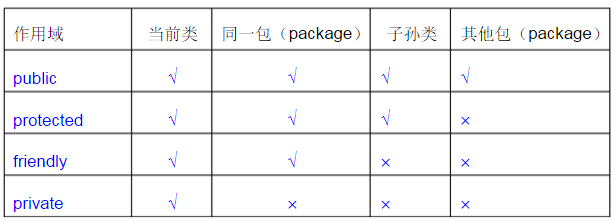 作用域 当前类 同一包（package） 子孙类 其他包（package）
public √ √ √ √
protected √ √ √ ×
friendly √ √ × ×
private √ × × ×